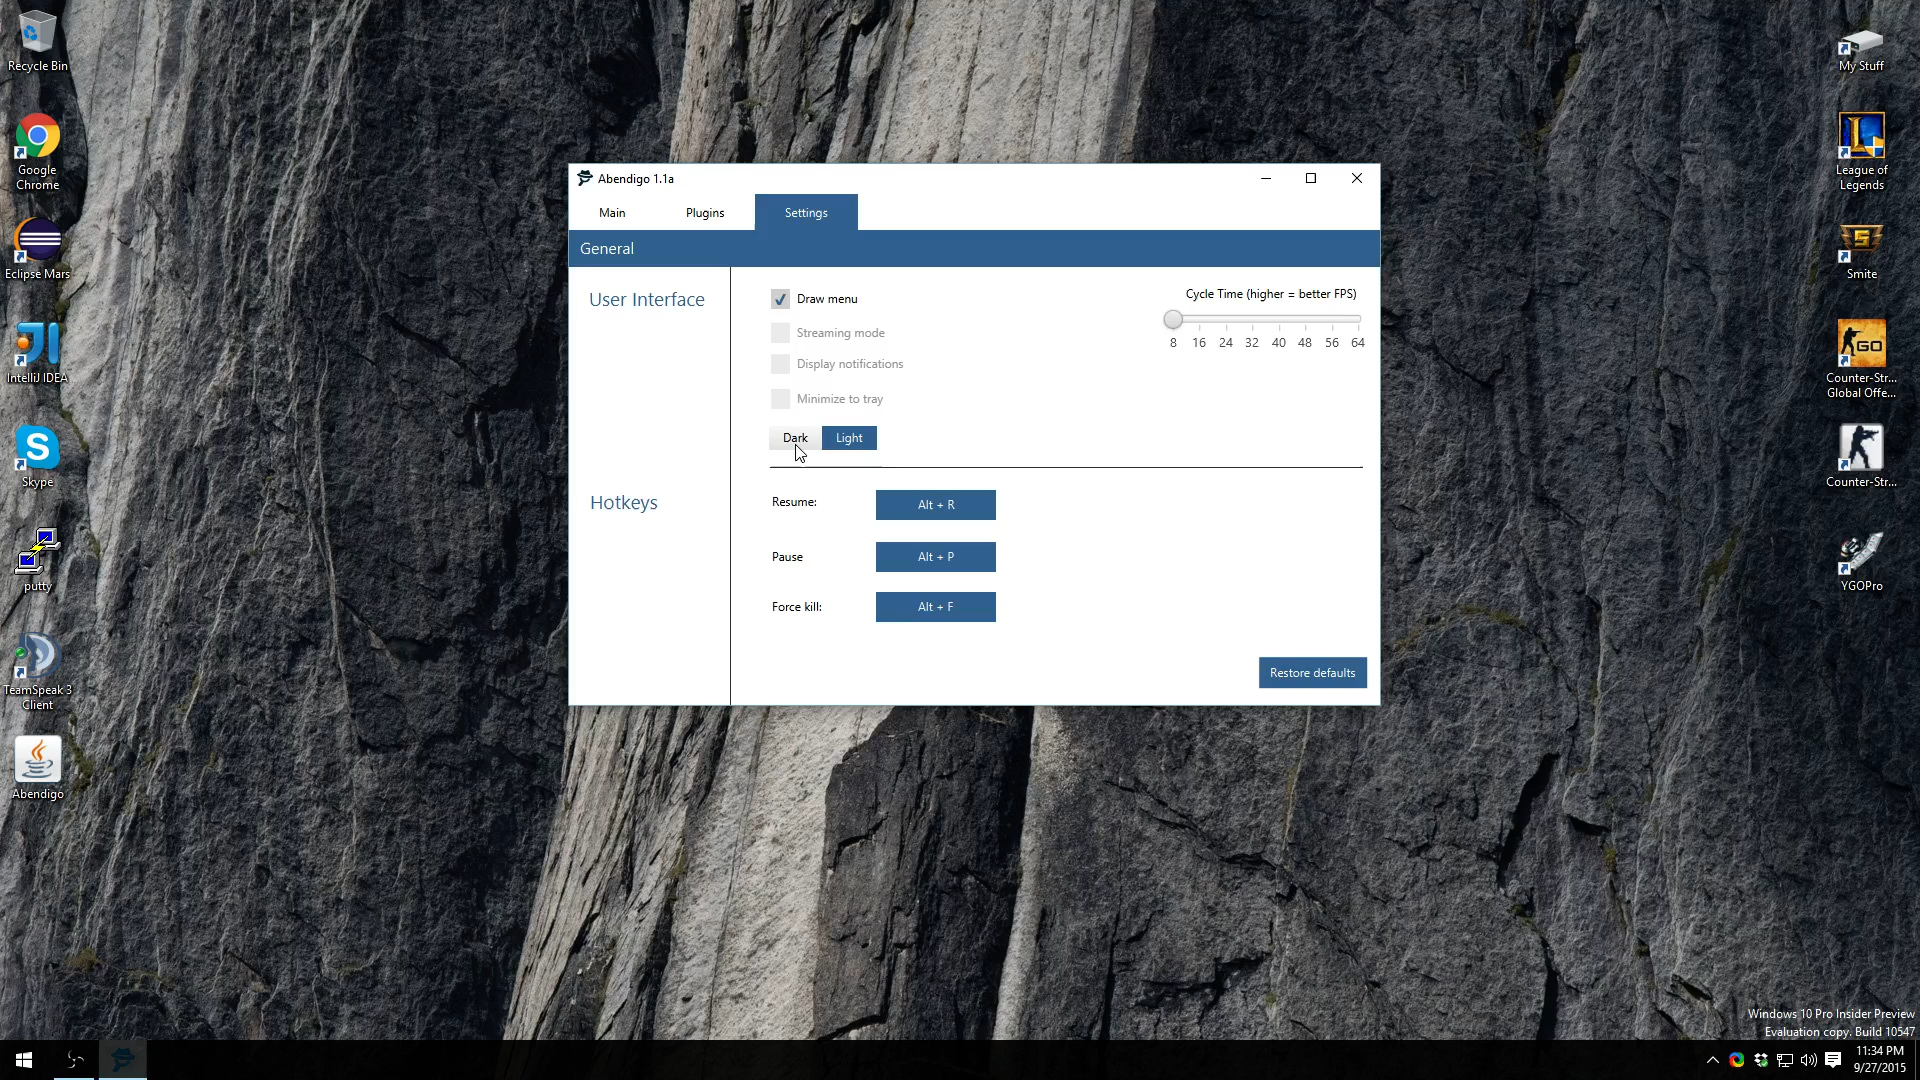 Recycle Bin
Google
Chrome
Eclipse Mars
IntelliJ IDEA
Skype
putty
TeamSpeak 3
Client
Abendigo
Abendigo 1.1a
Main
Plugins
Settings
General
User Interface
Draw menu
Streaming mode
Display notifications
Minimize to tray
Dark
Light
Cycle Time (higher = better FPS)
8 16 24 32 40 48 56 64
Hotkeys
Resume:
Alt + R
Pause
Alt + P
Force kill:
Alt + F
Restore defaults
My Stuff
League of
Legends
Smite
GO
Counter-Str...
Global Offe...
Counter-Str...
YGOPro
Windows 10 Pro Insider Preview
Evaluation copy. Build 10547
11:34 PM
9/27/2015